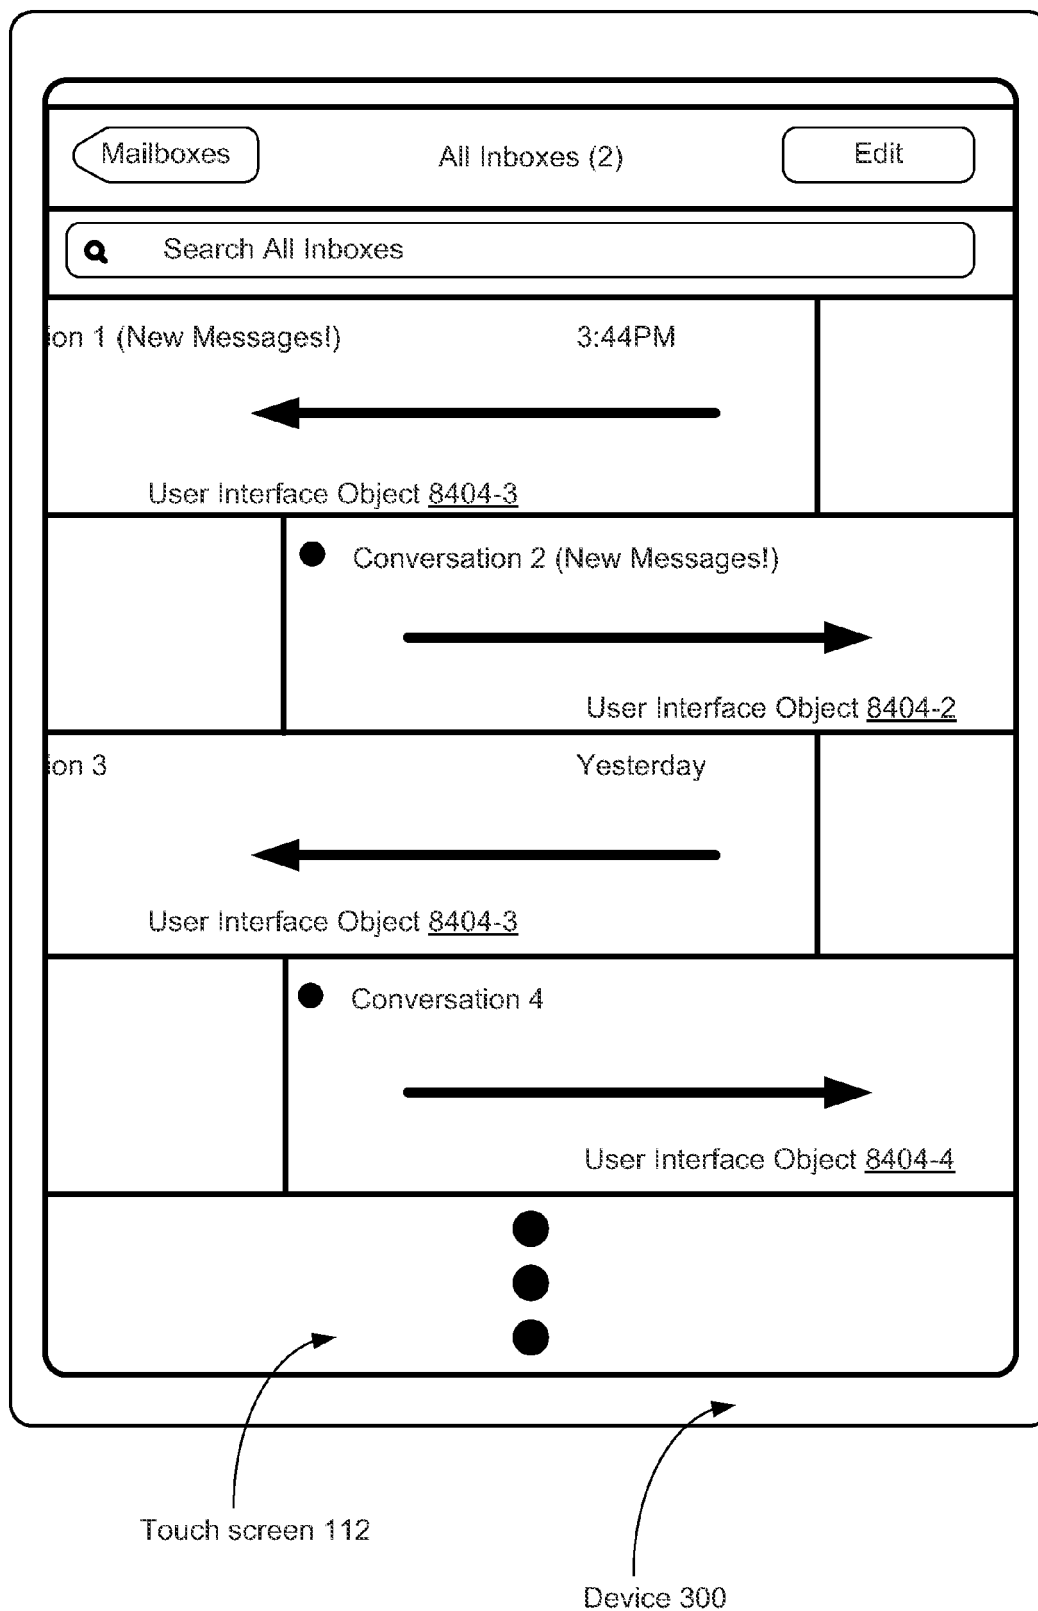 Mailboxes
All Inboxes (2)
Edit
Search All Inboxes
ion 1 (New Messages!)
3:44PM
User Interface Object 8404-3
Conversation 2 (New Messages!)
User Interface Object 8404-2
ion 3
Yesterday
User Interface Object 8404-3
Conversation 4
User Interface Object 8404-4
Touch screen 112
Device 300